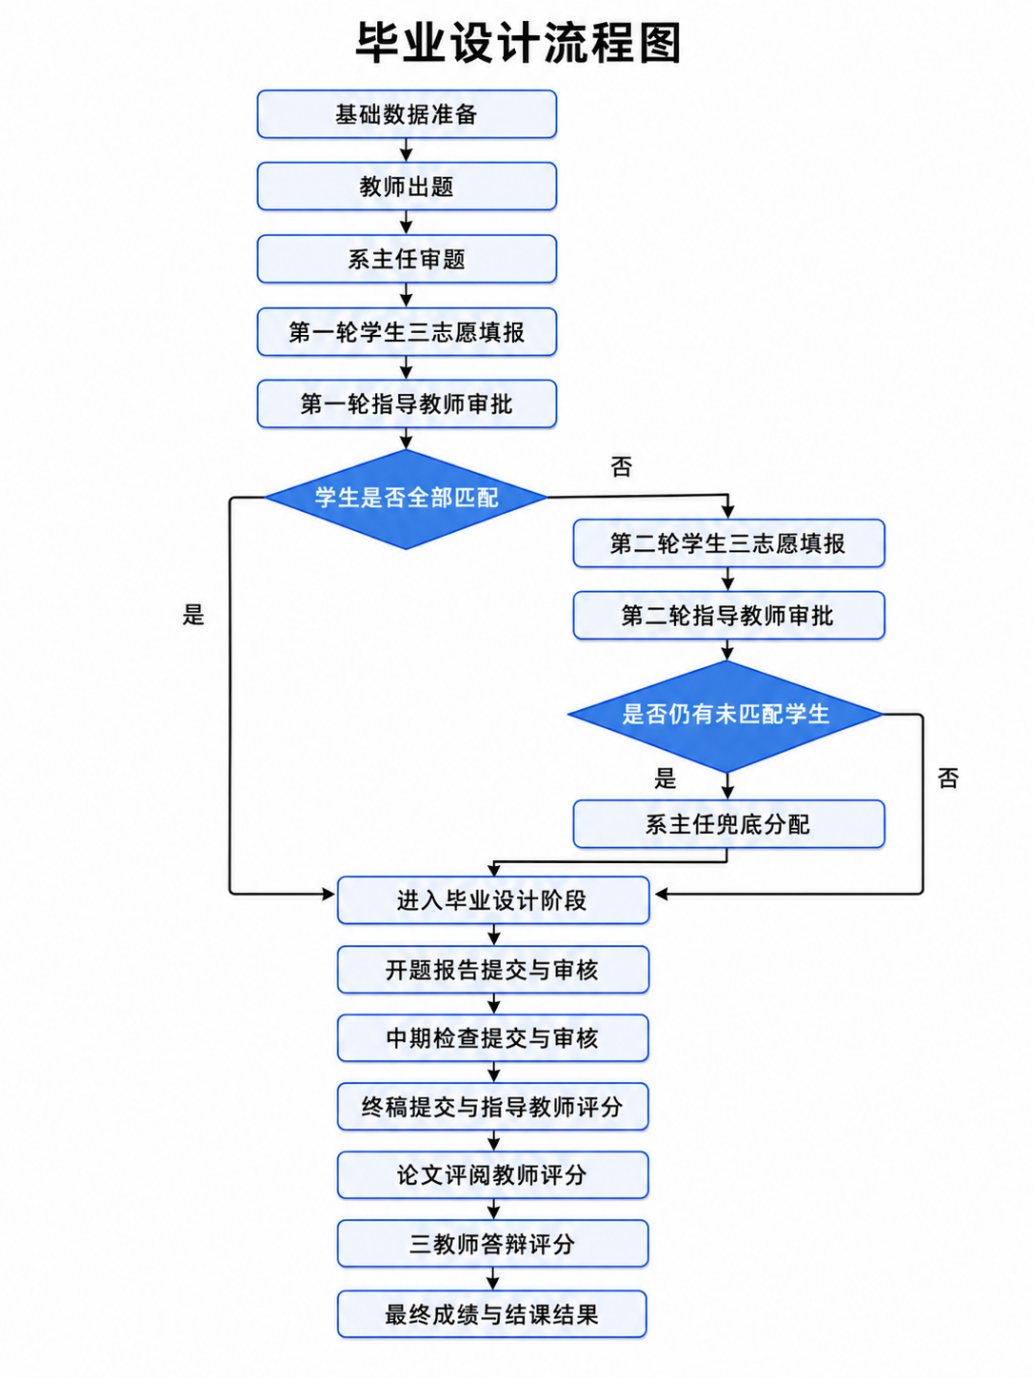 毕业设计流程图
基础数据准备
教师出题
系主任审题
第一轮学生三志愿填报
第一轮指导教师审批
学生是否全部匹配
否
第二轮学生三志愿填报
是
第二轮指导教师审批
是否仍有未匹配学生
是
否
系主任兜底分配
进入毕业设计阶段
开题报告提交与审核
中期检查提交与审核
终稿提交与指导教师评分
论文评阅教师评分
三教师答辩评分
最终成绩与结课结果